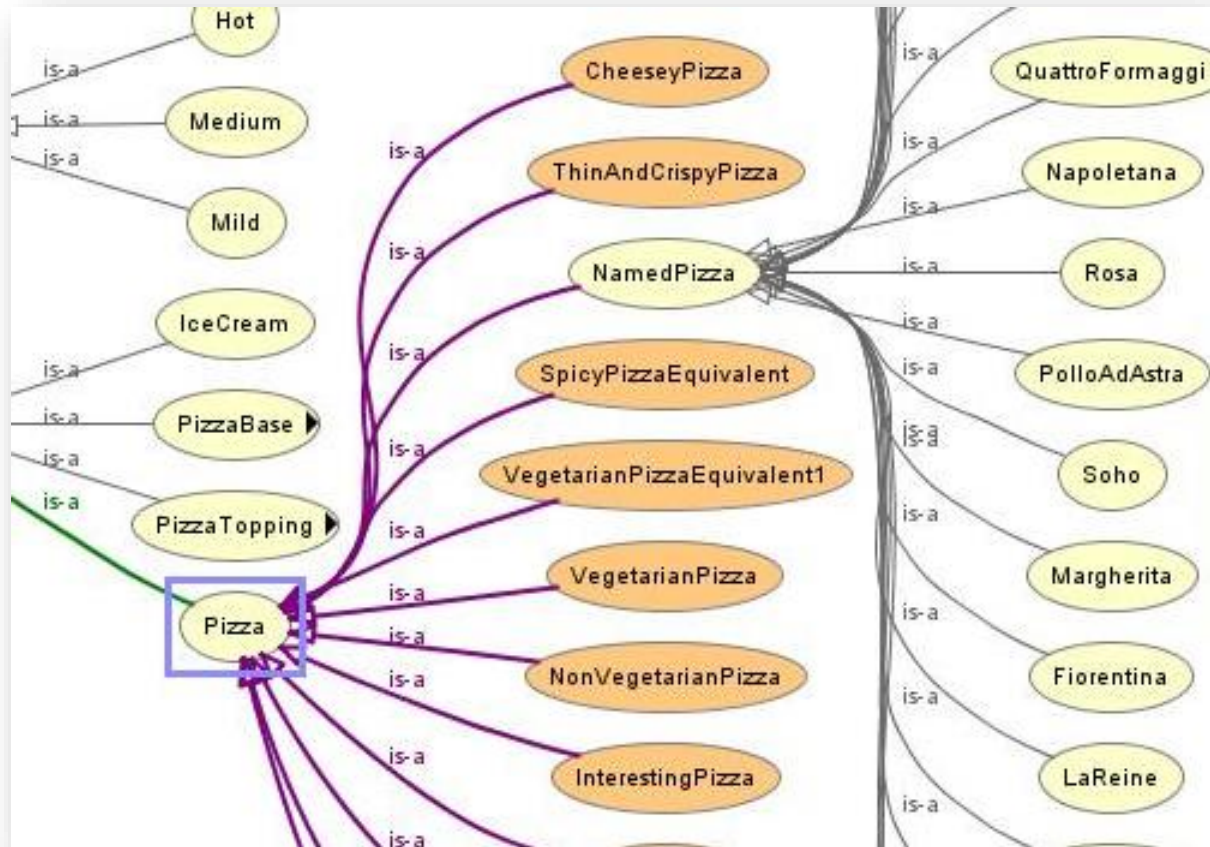 Hot
is-a
Medium
is-a
is-a
Mild
IceCream
is-a
PizzaBase
is-a
is-a
PizzaTopping
is-a
Pizza
CheeseyPizza
is-a
ThinAndCrispyPizza
is-a
NamedPizza
is-a
SpicyPizzaEquivalent
is-a
VegetarianPizzaEquivalent1
is-a
VegetarianPizza
is-a
is-a
NonVegetarianPizza
is-a
InterestingPizza
is-a
is-a
is-a
QuattroFormaggi
is-a
Napoletana
is-a
is-a
Rosa
is-a
PolloAdAstra
is-a
is-a
is-a
Soho
is-a
Margherita
is-a
Fiorentina
is-a
LaReine
is-a